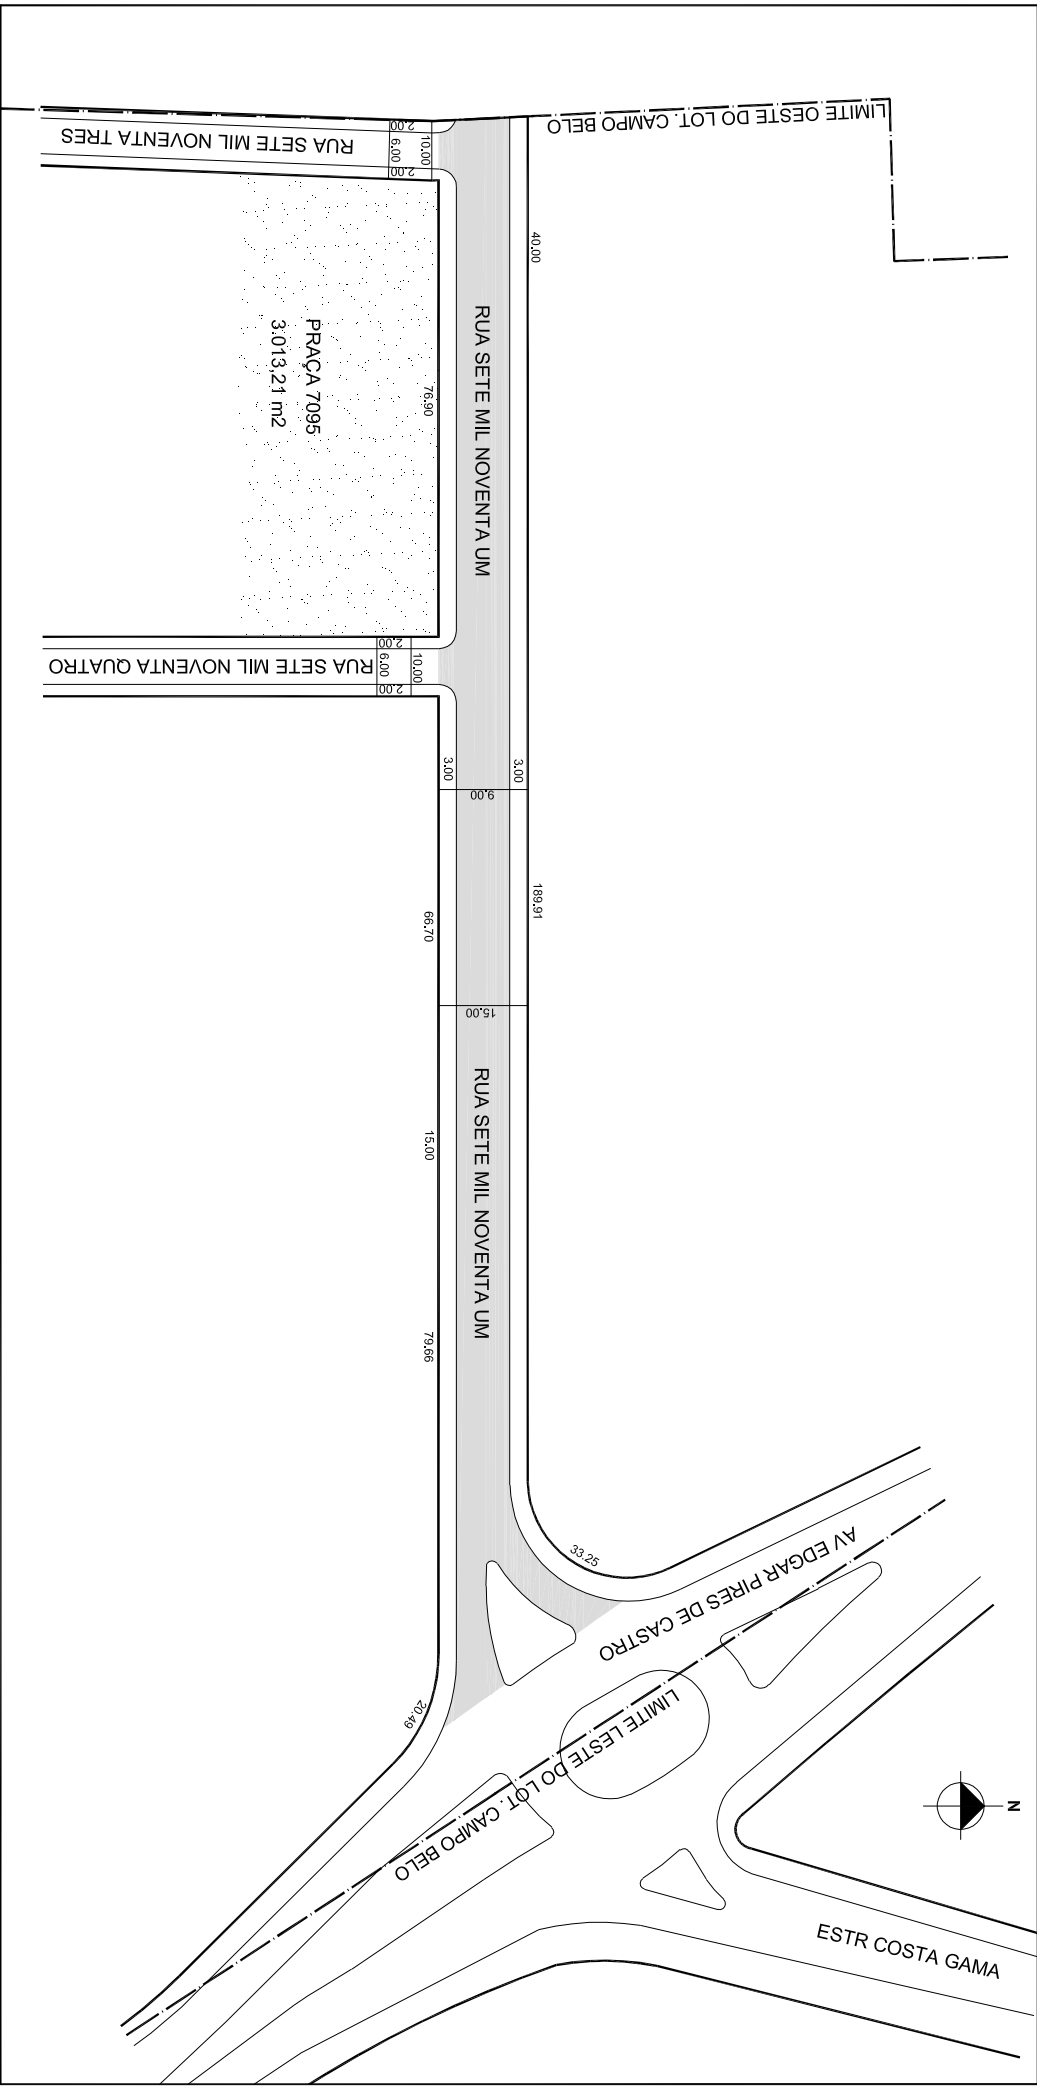 LIMITE OESTE DO LOT. CAMPO BELO
RUA SETE MIL NOVENTA TRES
2.00
6.00
2.00
10.00
40.00
RUA SETE MIL NOVENTA UM
PRAÇA 7095
3.013,21 m2
76.90
RUA SETE MIL NOVENTA QUATRO
2.00
6.00
2.00
10.00
3.00
9.00
3.00
189.91
66.70
15.00
RUA SETE MIL NOVENTA UM
15.00
79.66
33.25
20.49
AV EDGAR PIRES DE CASTRO
LIMITE LESTE DO LOT. CAMPO BELO
N
ESTR COSTA GAMA